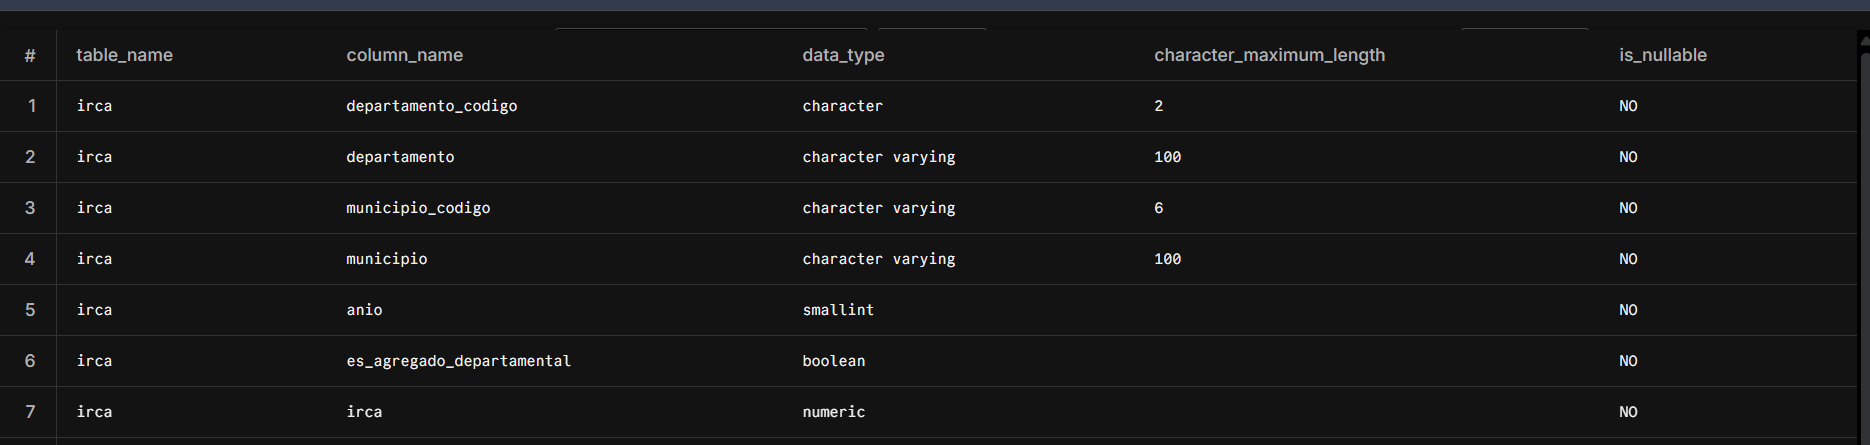 # table_name column_name data_type character_maximum_length is_nullable
1 irca departamento_codigo character 2 NO
2 irca departamento character varying 100 NO
3 irca municipio_codigo character varying 6 NO
4 irca municipio character varying 100 NO
5 irca anio smallint NO
6 irca es_agregado_departamental boolean NO
7 irca irca numeric NO